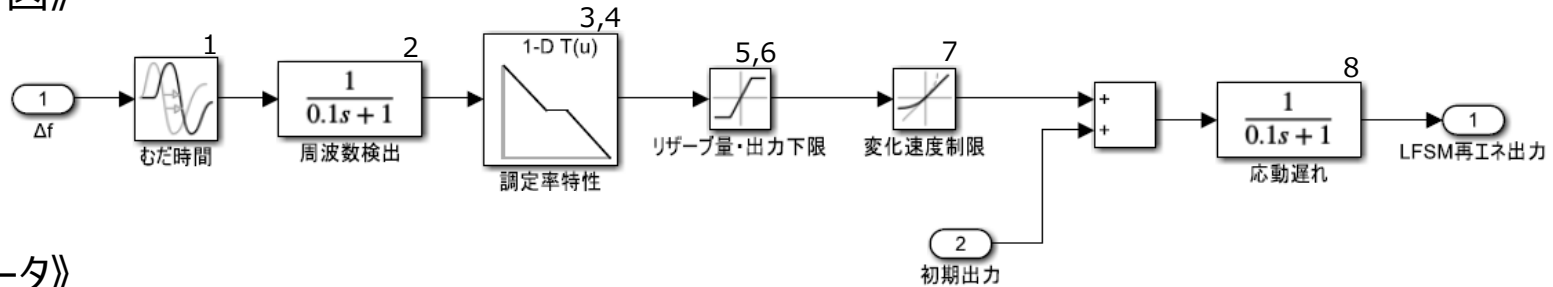 図》
1
Δf
1
むだ時間
2
1
0.1s + 1
周波数検出
3,4
1-D T(u)
調定率特性
5,6
リザーブ量・出力下限
7
変化速度制限
+
+
2
初期出力
8
1
0.1s + 1
応動遅れ
1
LFSM再エネ出力
ータ》